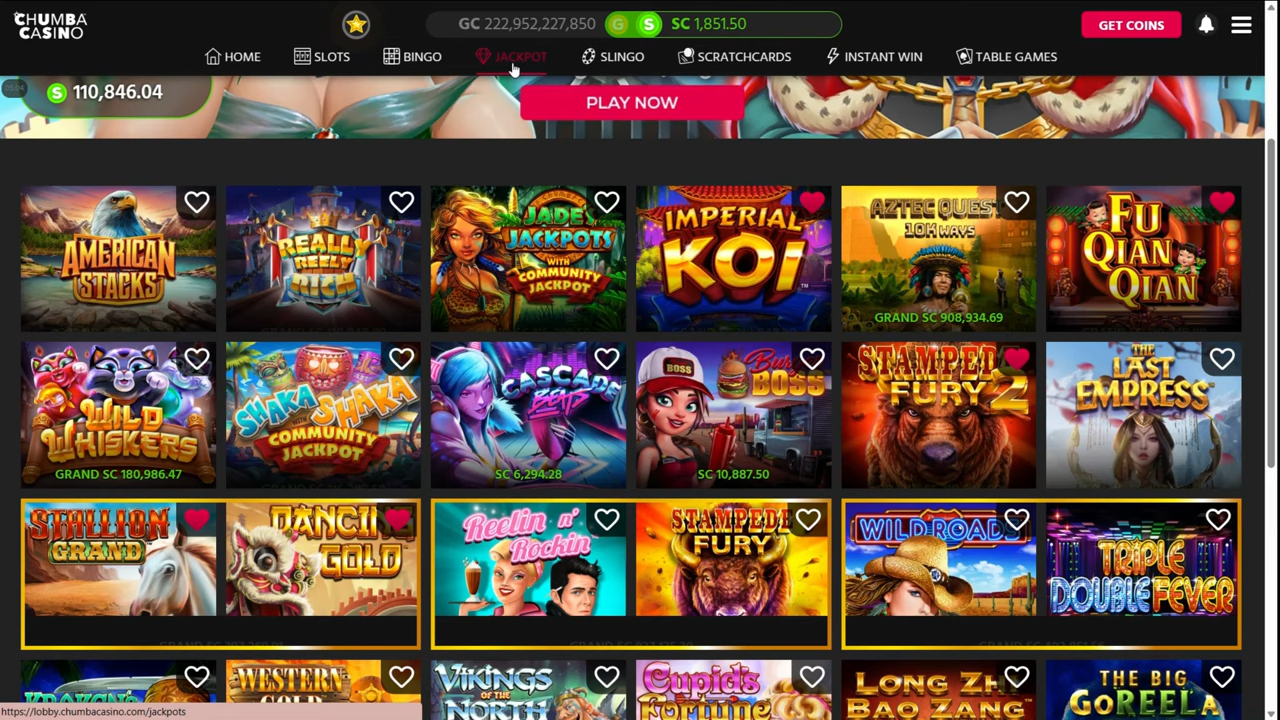 CHUMBA
CASINO
GC 222,952,227,850 G S SC 1,851.50
GET COINS
HOME SLOTS BINGO JACKPOT SLINGO SCRATCHCARDS INSTANT WIN TABLE GAMES
S 110,846.04
PLAY NOW
AMERICAN
STACKS
REALLY
REELY
RICH
JADE'S
JACKPOTS
WITH
COMMUNITY
JACKPOT
IMPERIAL
KOI
AZTEC QUEST
10K WAYS
GRAND SC 908,934.69
FU
QIAN
QIAN
WILD
WHISKERS
GRAND SC 180,986.47
SHAKA
SHAKA
WITH
COMMUNITY
JACKPOT
CASCADE
BEATS
SC 6,294.28
BOSS
BOSS
SC 10,887.50
STAMPED
FURY 2
THE
LAST
EMPRESS
STALLION
GRAND
DANCIN
GOLD
Reelin n'
Rockin
STAMPEDE
FURY
WILD ROADS
TRIPLE
DOUBLE FEVER
WESTERN
GOLD
VIKINGS
OF THE
NORTH
Cupid's
Fortune
LONG ZH
BAO ZANG
THE BIG
GOREELA
https://lobby.chumbacasino.com/jackpots